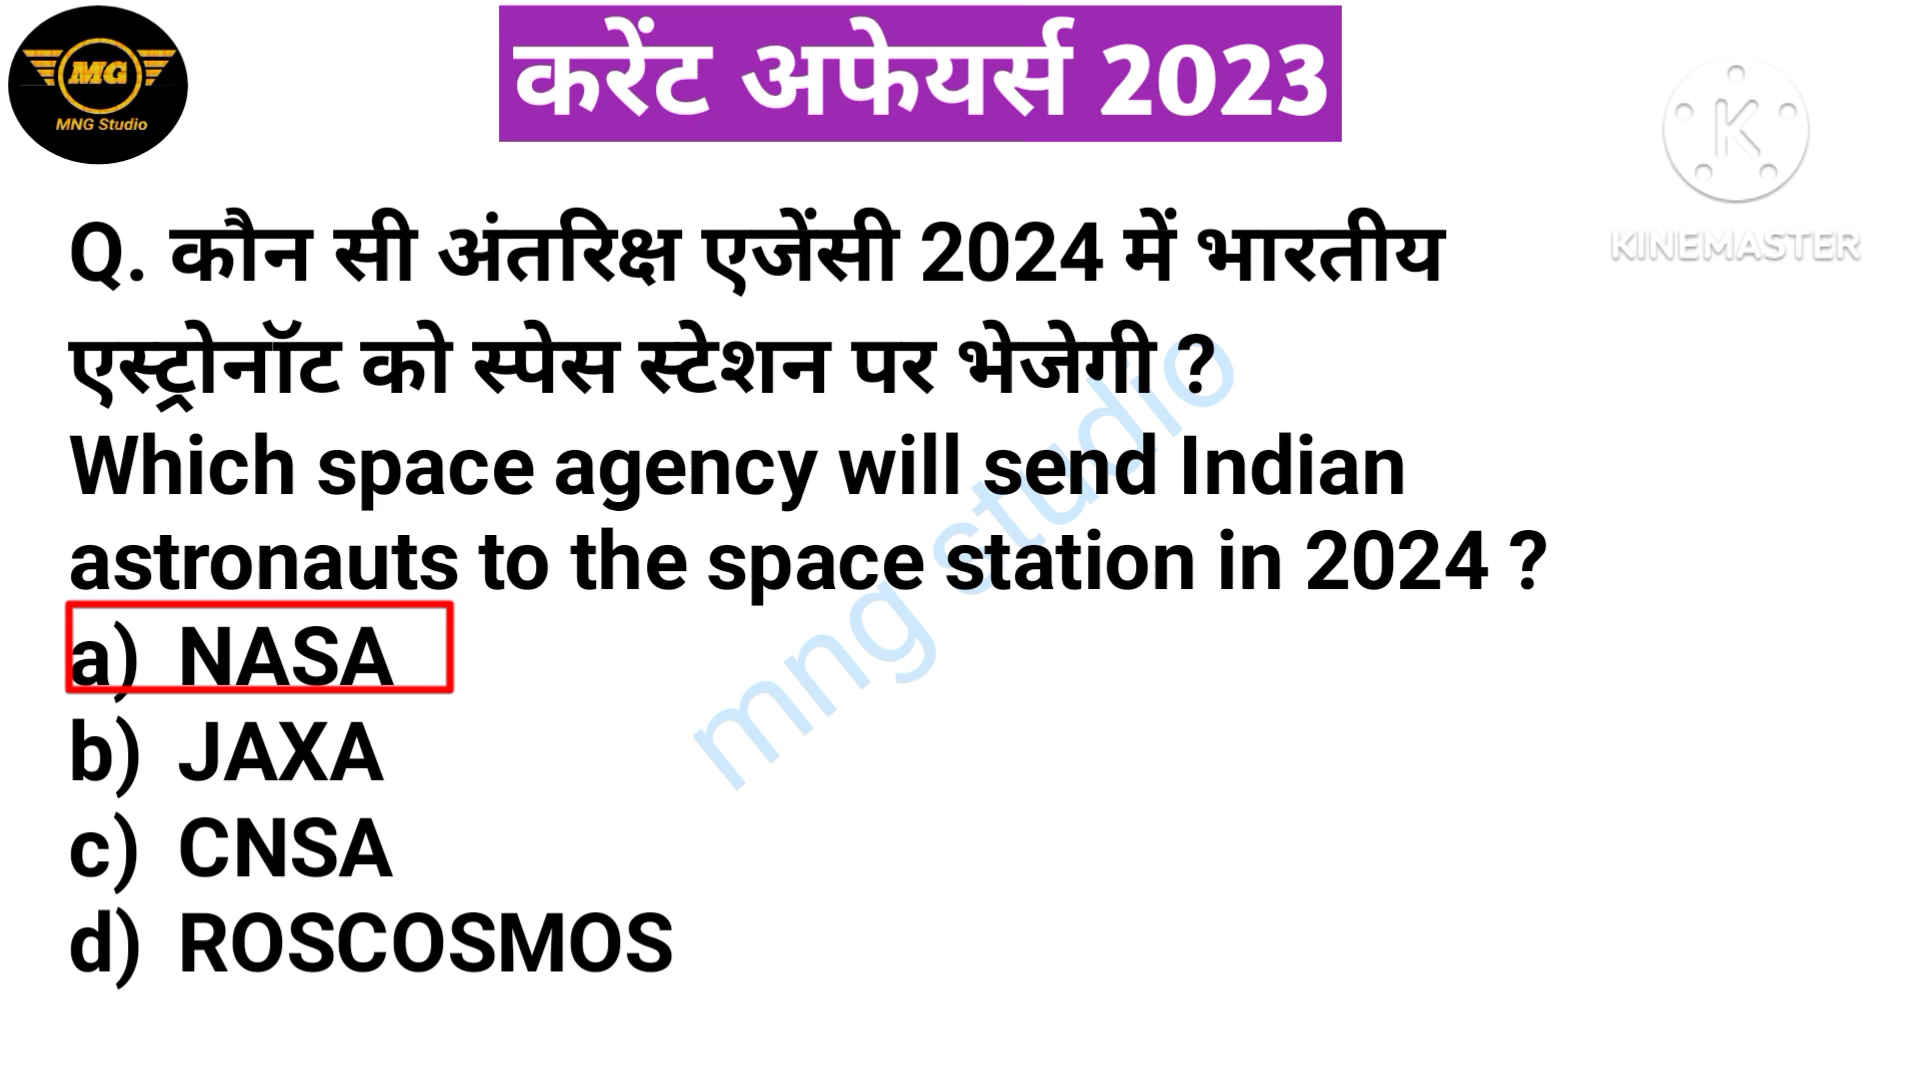 MG
MNG Studio
करेंट अफेयर्स 2023
KINEMASTER
Q. कौन सी अंतरिक्ष एजेंसी 2024 में भारतीय
एस्ट्रोनॉट को स्पेस स्टेशन पर भेजेगी ?
Which space agency will send Indian
astronauts to the space station in 2024 ?
a) NASA
b) JAXA
c) CNSA
d) ROSCOSMOS
mng studio